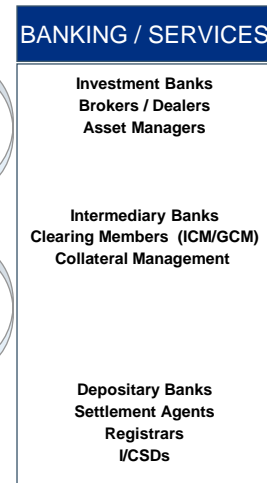 BANKING / SERVICES
Investment Banks
Brokers / Dealers
Asset Managers
Intermediary Banks
Clearing Members  (ICM/GCM)
Collateral Management
Depositary Banks
Settlement Agents
Registrars
I/CSDs